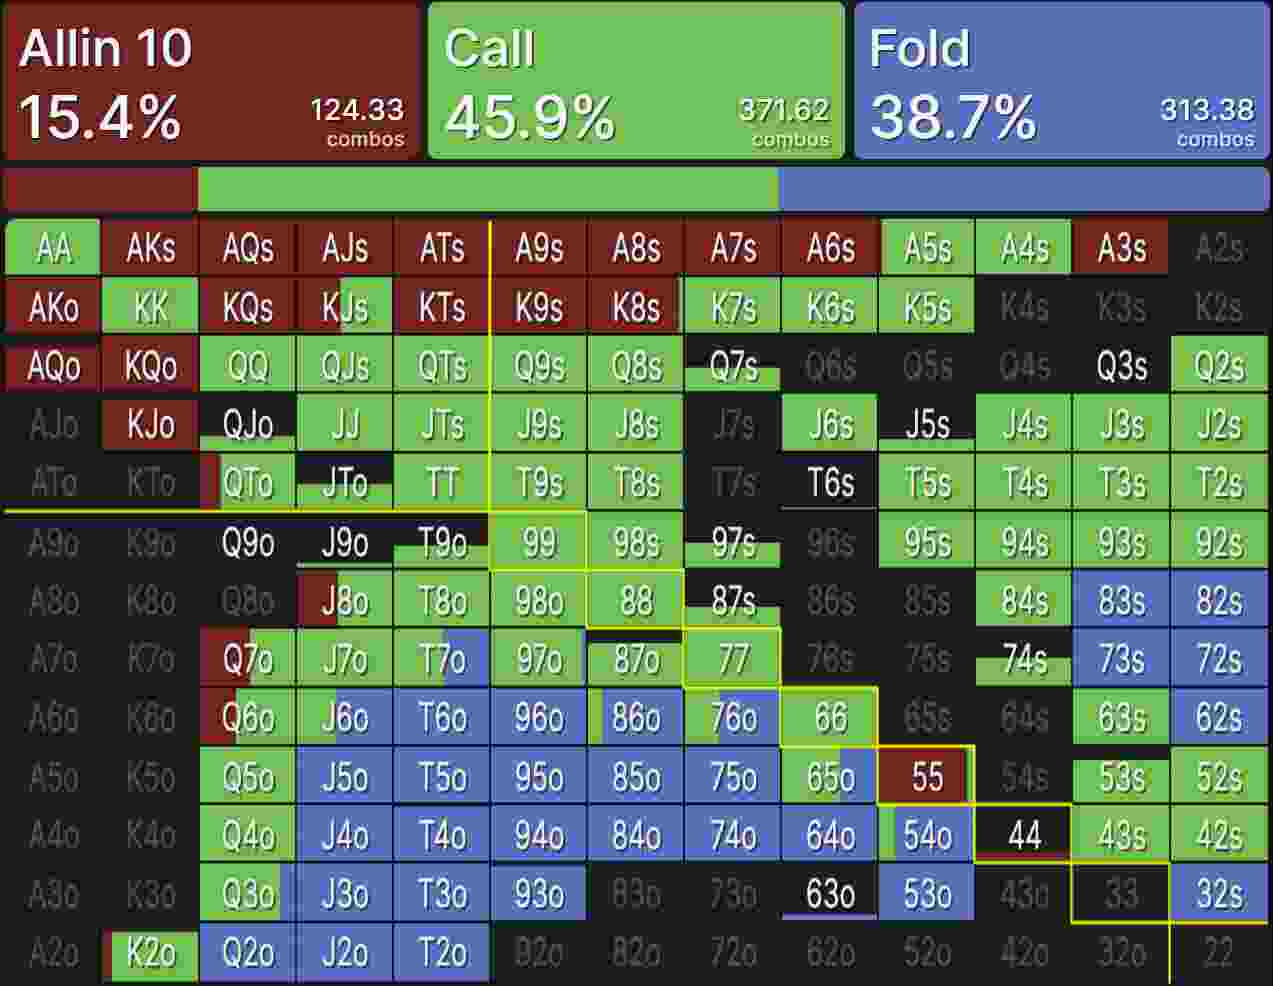 Allin 10 Call Fold
15.4% 124.33 combos 45.9% 371.62 combos 38.7% 313.38 combos
AA AKs AQs AJs ATs A9s A8s A7s A6s A5s A4s A3s A2s
AKo KK KQs KJs KTs K9s K8s K7s K6s K5s K4s K3s K2s
AQo KQo QQ QJs QTs Q9s Q8s Q7s Q6s Q5s Q4s Q3s Q2s
AJo KJo QJo JJ JTs J9s J8s J7s J6s J5s J4s J3s J2s
ATo KTo QTo JTo TT T9s T8s T7s T6s T5s T4s T3s T2s
A9o K9o Q9o J9o T9o 99 98s 97s 96s 95s 94s 93s 92s
A8o K8o Q8o J8o T8o 98o 88 87s 86s 85s 84s 83s 82s
A7o K7o Q7o J7o T7o 97o 87o 77 76s 75s 74s 73s 72s
A6o K6o Q6o J6o T6o 96o 86o 76o 66 65s 64s 63s 62s
A5o K5o Q5o J5o T5o 95o 85o 75o 65o 55 54s 53s 52s
A4o K4o Q4o J4o T4o 94o 84o 74o 64o 54o 44 43s 42s
A3o K3o Q3o J3o T3o 93o 83o 73o 63o 53o 43o 33 32s
A2o K2o Q2o J2o T2o 92o 82o 72o 62o 52o 42o 32o 22